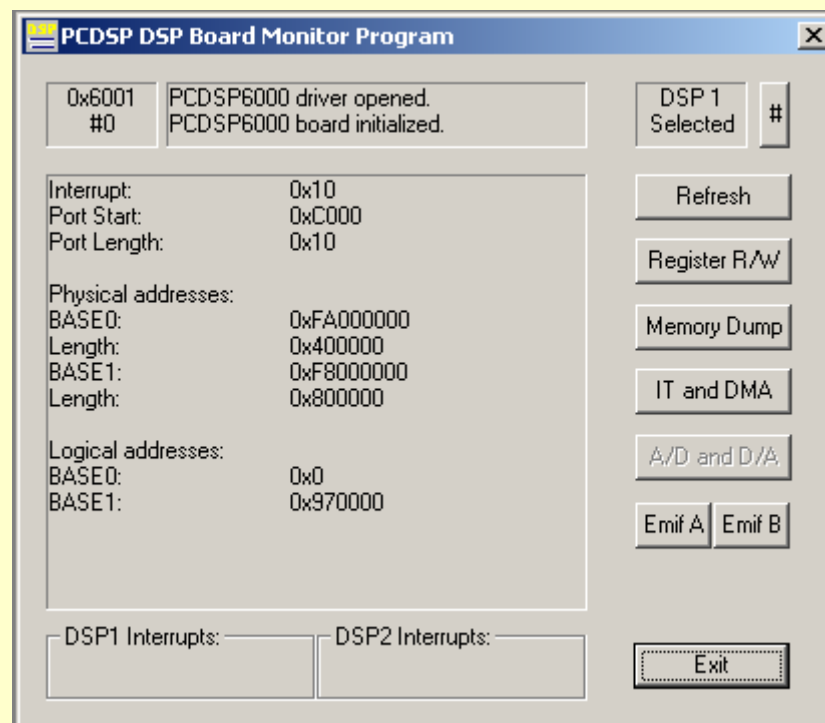 DSP
PCDSP DSP Board Monitor Program
0x6001
#0
PCDSP6000 driver opened.
PCDSP6000 board initialized.
DSP 1
Selected
#
Interrupt: 0x10
Port Start: 0xC000
Port Length: 0x10
Physical addresses:
BASE0: 0xFA000000
Length: 0x400000
BASE1: 0xF8000000
Length: 0x800000
Logical addresses:
BASE0: 0x0
BASE1: 0x970000
Refresh
Register R/W
Memory Dump
IT and DMA
A/D and D/A
Emif A Emif B
DSP1 Interrupts: DSP2 Interrupts:
Exit